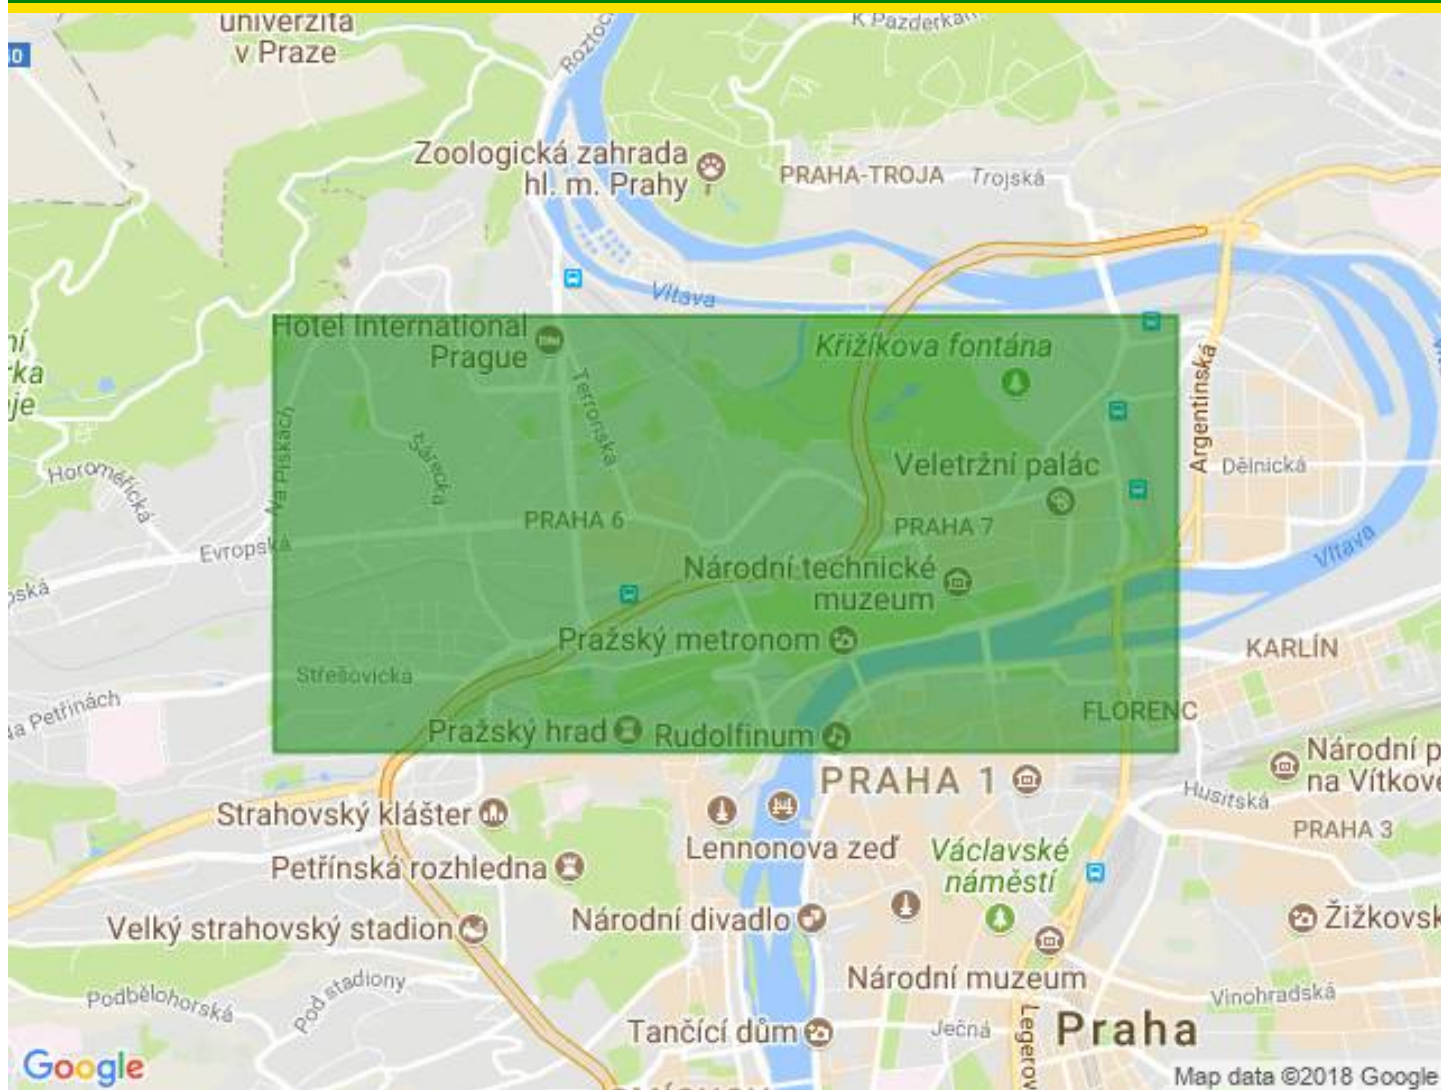 univerzita
v Praze
K Pazderkám
Zoologická zahrada
hl. m. Prahy
PRAHA-TROJA
Trojská
Vltava
Hotel International
Prague
Křižíkova fontána
Terronská
Na Pískách
Šárecká
Argentinská
Horoměřická
Veletržní palác
Dělnická
PRAHA 6
PRAHA 7
Evropská
Vltava
Národní technické
muzeum
Pražský metronom
KARLÍN
Střešovická
Na Petřinách
FLORENC
Pražský hrad
Rudolfinum
Národní p
na Vítkově
PRAHA 1
Husitská
Strahovský klášter
PRAHA 3
Lennonova zeď
Václavské
náměstí
Petřínská rozhledna
Národní divadlo
Žižkovsk
Velký strahovský stadion
Národní muzeum
Podbělohorská
Pod stadiony
Vinohradská
Tančící dům
Ječná
Legerov
Praha
Google
Map data ©2018 Google